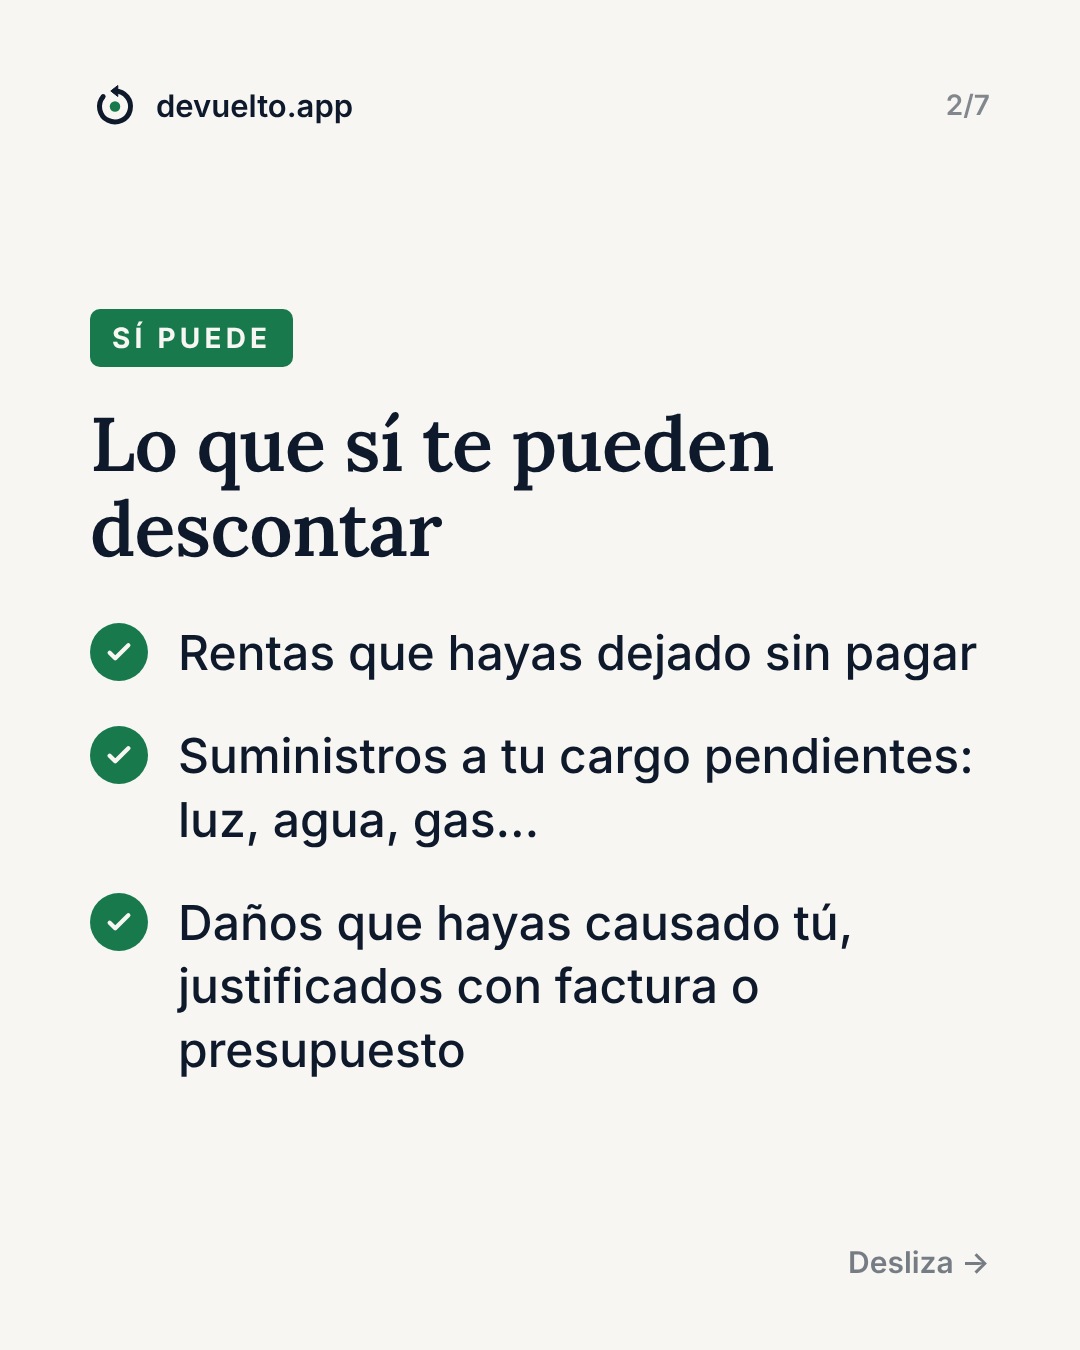 devuelto.app
2/7
SÍ PUEDE
Lo que sí te pueden
descontar
Rentas que hayas dejado sin pagar
Suministros a tu cargo pendientes:
luz, agua, gas...
Daños que hayas causado tú,
justificados con factura o
presupuesto
Desliza →